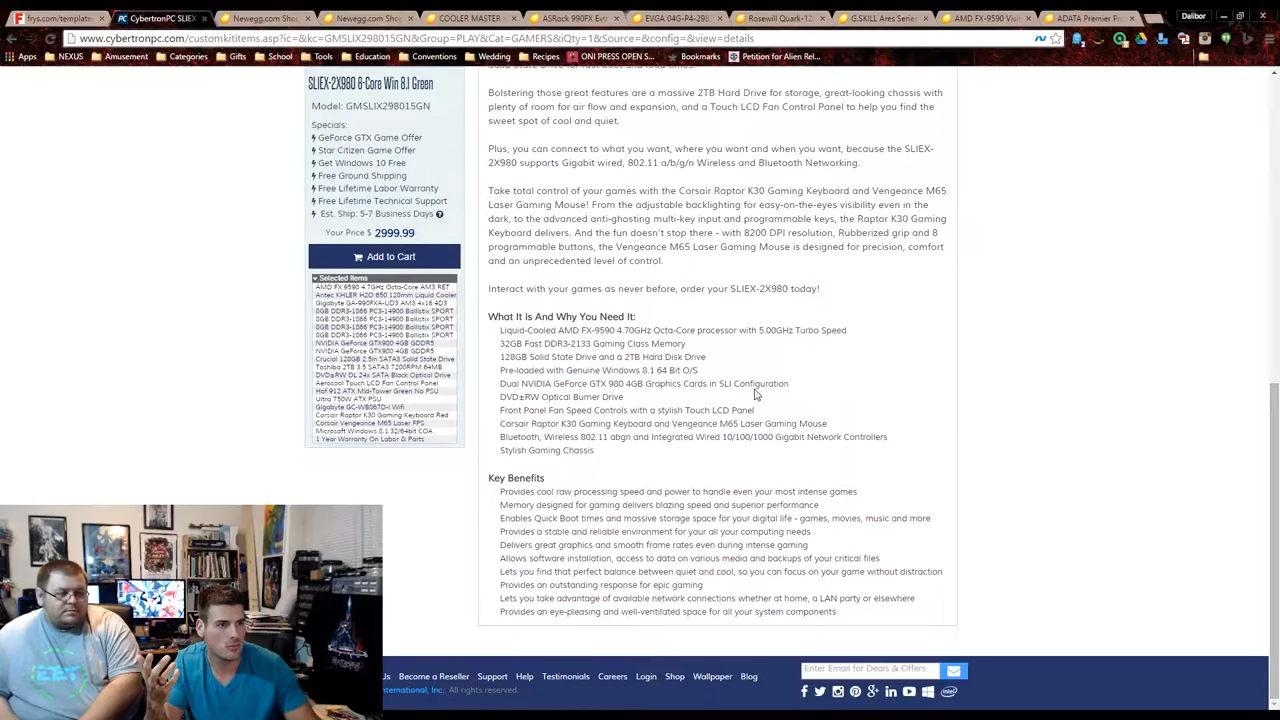 frys.com/template
CybertronPC SLIEX
Newegg.com Shop
Newegg.com Shop
COOLER MASTER
ASRock 990FX Ext
EVGA 04G-P4-298
Rosewill Quark-12
G.SKILL Ares Serie
AMD FX-9590 Vish
ADATA Premier Pr
Dalibor
www.cybertronpc.com/customkititems.asp?ic=&kc=GMSLIX298015GN&Group=PLAY&Cat=GAMERS&iQty=1&Source=&config=&view=details
Apps
NEXUS
Amusement
Categories
Gifts
School
Tools
Education
Conventions
Wedding
Recipes
ONI PRESS OPEN S...
Bookmarks
Petition for Alien Rel...
SLIEX-2X980 8-Core Win 8.1 Green
Model: GMSLIX298015GN
Specials:
GeForce GTX Game Offer
Star Citizen Game Offer
Get Windows 10 Free
Free Ground Shipping
Free Lifetime Labor Warranty
Free Lifetime Technical Support
Est. Ship: 5-7 Business Days
Your Price $ 2999.99
Add to Cart
Selected Items
AMD FX 9590 4.7GHz Octa-Core AM3 RET
Antec KHLER H2O 650 120mm Liquid Cooler
Gigabyte GA-990FXA-UD3 AM3 4x16 4D3
8GB DDR3-1866 PC3-14900 Ballistix SPORT
8GB DDR3-1866 PC3-14900 Ballistix SPORT
8GB DDR3-1866 PC3-14900 Ballistix SPORT
8GB DDR3-1866 PC3-14900 Ballistix SPORT
NVIDIA GeForce GTX980 4GB GDDR5
NVIDIA GeForce GTX980 4GB GDDR5
Crucial 128GB 2.5in SATA3 Solid State Drive
Toshiba 2TB 3.5 SATA3 7200RPM 64MB
DVD±RW DL 24x SATA Black Optical Drive
Aerocool Touch LCD Fan Control Panel
Haf 912 ATX Mid-Tower Green No PSU
Ultra 750W ATX PSU
Gigabyte GC-WB867D-I Wifi
Corsair Raptor K30 Gaming Keyboard Red
Corsair Vengeance M65 Laser FPS
Microsoft Windows 8.1 32/64bit COA
1 Year Warranty On Labor & Parts
Solid State Drive for fast boot and load times.
Bolstering those great features are a massive 2TB Hard Drive for storage, great-looking chassis with
plenty of room for air flow and expansion, and a Touch LCD Fan Control Panel to help you find the
sweet spot of cool and quiet.
Plus, you can connect to what you want, where you want and when you want, because the SLIEX-
2X980 supports Gigabit wired, 802.11 a/b/g/n Wireless and Bluetooth Networking.
Take total control of your games with the Corsair Raptor K30 Gaming Keyboard and Vengeance M65
Laser Gaming Mouse! From the adjustable backlighting for easy-on-the-eyes visibility even in the
dark, to the advanced anti-ghosting multi-key input and programmable keys, the Raptor K30 Gaming
Keyboard delivers. And the fun doesn't stop there - with 8200 DPI resolution, Rubberized grip and 8
programmable buttons, the Vengeance M65 Laser Gaming Mouse is designed for precision, comfort
and an unprecedented level of control.
Interact with your games as never before, order your SLIEX-2X980 today!
What It Is And Why You Need It:
Liquid-Cooled AMD FX-9590 4.70GHz Octa-Core processor with 5.00GHz Turbo Speed
32GB Fast DDR3-2133 Gaming Class Memory
128GB Solid State Drive and a 2TB Hard Disk Drive
Pre-loaded with Genuine Windows 8.1 64 Bit O/S
Dual NVIDIA GeForce GTX 980 4GB Graphics Cards in SLI Configuration
DVD±RW Optical Burner Drive
Front Panel Fan Speed Controls with a stylish Touch LCD Panel
Corsair Raptor K30 Gaming Keyboard and Vengeance M65 Laser Gaming Mouse
Bluetooth, Wireless 802.11 abgn and Integrated Wired 10/100/1000 Gigabit Network Controllers
Stylish Gaming Chassis
Key Benefits
Provides cool raw processing speed and power to handle even your most intense games
Memory designed for gaming delivers blazing speed and superior performance
Enables Quick Boot times and massive storage space for your digital life - games, movies, music and more
Provides a stable and reliable environment for your all your computing needs
Delivers great graphics and smooth frame rates even during intense gaming
Allows software installation, access to data on various media and backups of your critical files
Lets you find that perfect balance between quiet and cool, so you can focus on your game without distraction
Provides an outstanding response for epic gaming
Lets you take advantage of available network connections whether at home, a LAN party or elsewhere
Provides an eye-pleasing and well-ventilated space for all your system components
Us Become a Reseller Support Help Testimonials Careers Login Shop Wallpaper Blog
International, Inc. All rights reserved.
Enter Email for Deals & Offers
intel